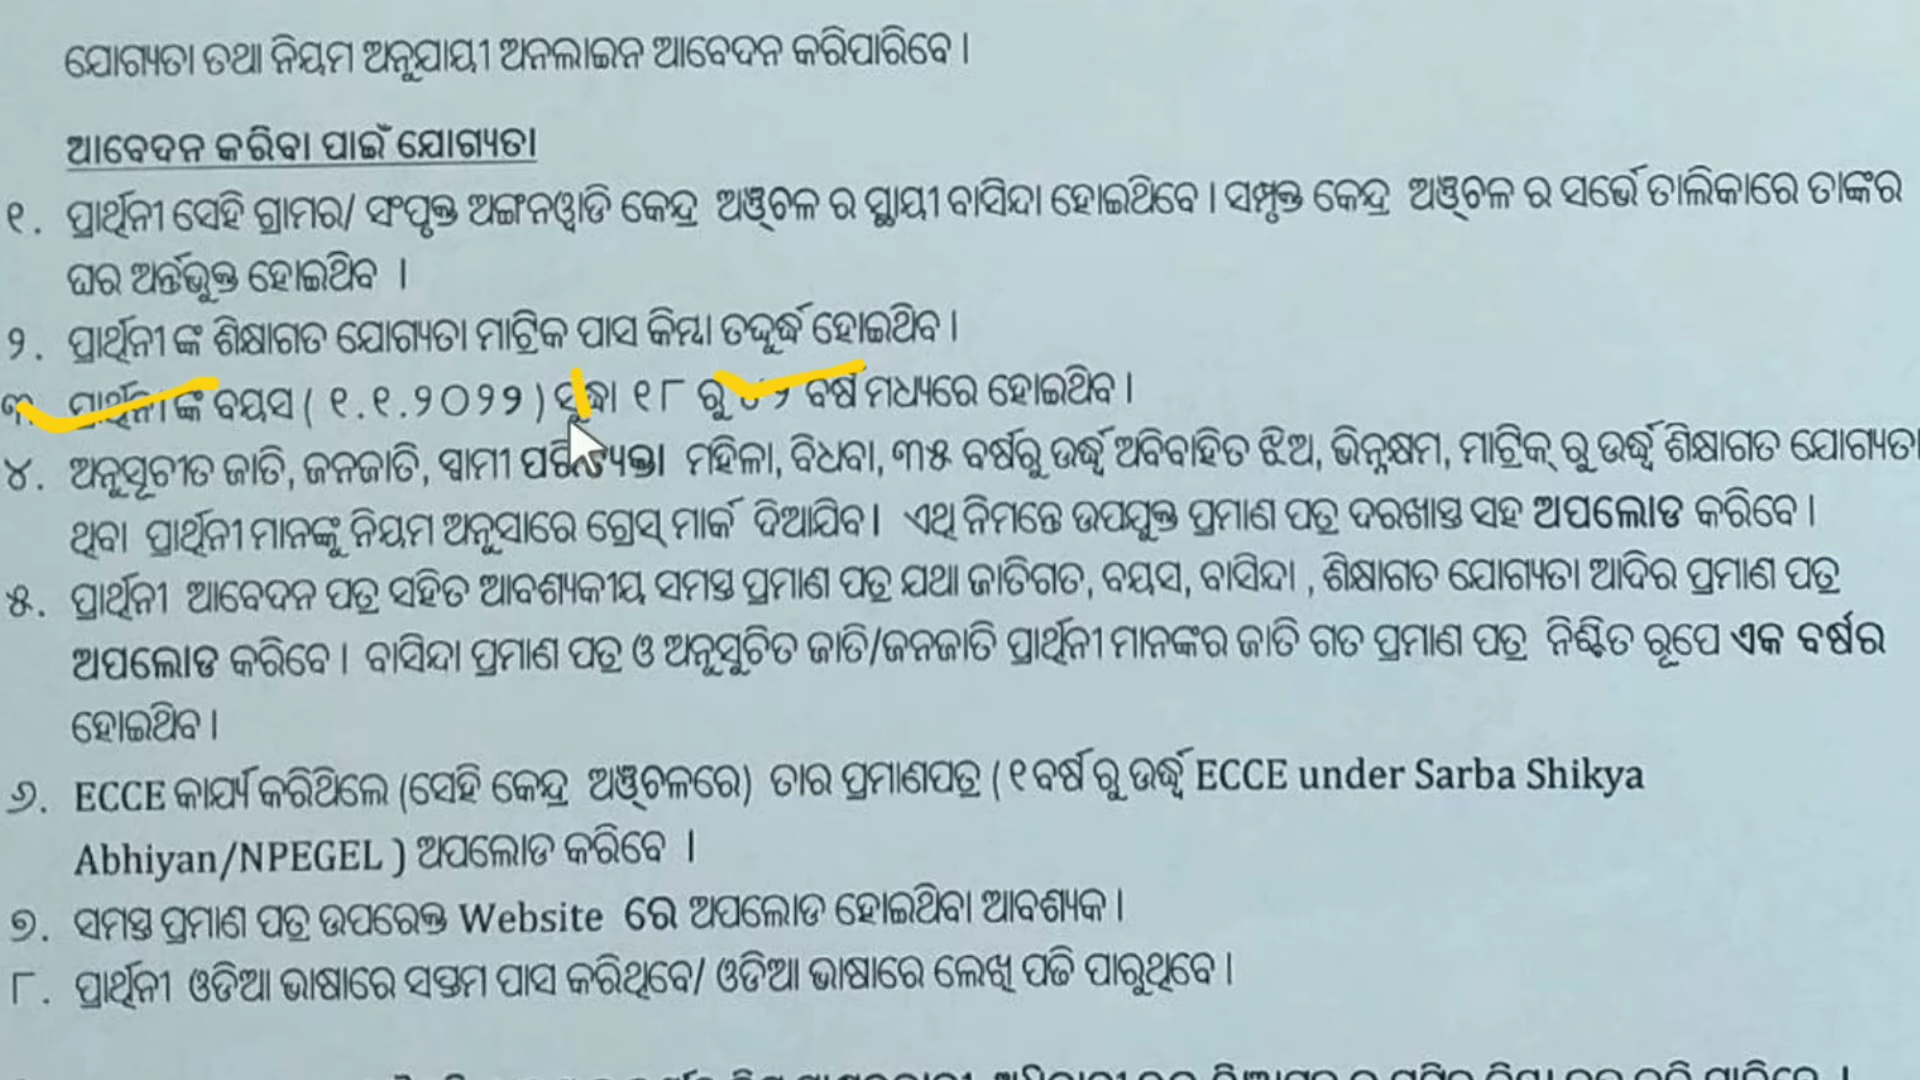 ଯୋଗ୍ୟତା ତଥା ନିୟମ ଅନୁଯାୟୀ ଅନଲାଇନ ଆବେଦନ କରିପାରିବେ ।
ଆବେଦନ କରିବା ପାଇଁ ଯୋଗ୍ୟତା
୧. ପ୍ରାର୍ଥିନୀ ସେହି ଗ୍ରାମର/ ସଂପୃକ୍ତ ଅଙ୍ଗନୱାଡି କେନ୍ଦ୍ର ଅଞ୍ଚଳ ର ସ୍ଥାୟୀ ବାସିନ୍ଦା ହୋଇଥିବେ । ସମ୍ପୃକ୍ତ କେନ୍ଦ୍ର ଅଞ୍ଚଳ ର ସର୍ଭେ ତାଲିକାରେ ତାଙ୍କର
ଘର ଅର୍ନ୍ତଭୁକ୍ତ ହୋଇଥିବ ।
୨. ପ୍ରାର୍ଥିନୀ ଙ୍କ ଶିକ୍ଷାଗତ ଯୋଗ୍ୟତା ମାଟ୍ରିକ ପାସ କିମ୍ବା ତଦ୍ଦୁର୍ଦ୍ଧ ହୋଇଥିବ ।
୩. ପ୍ରାର୍ଥିନୀ ଙ୍କ ବୟସ ( ୧.୧.୨୦୨୨ ) ସୁଦ୍ଧା ୧୮ ରୁ ବର୍ଷ ମଧ୍ୟରେ ହୋଇଥିବ ।
୪. ଅନୁସୂଚୀତ ଜାତି, ଜନଜାତି, ସ୍ଵାମୀ ପରିତ୍ୟକ୍ତା ମହିଳା, ବିଧବା, ୩୫ ବର୍ଷରୁ ଉର୍ଦ୍ଧ୍ଵ ଅବିବାହିତ ଝିଅ, ଭିନ୍ନକ୍ଷମ, ମାଟ୍ରିକ୍ ରୁ ଉର୍ଦ୍ଧ୍ଵ ଶିକ୍ଷାଗତ ଯୋଗ୍ୟତା
ଥିବା ପ୍ରାର୍ଥିନୀ ମାନଙ୍କୁ ନିୟମ ଅନୁସାରେ ଗ୍ରେସ୍ ମାର୍କ ଦିଆଯିବ । ଏଥି ନିମନ୍ତେ ଉପଯୁକ୍ତ ପ୍ରମାଣ ପତ୍ର ଦରଖାସ୍ତ ସହ ଅପଲୋଡ କରିବେ ।
୫. ପ୍ରାର୍ଥିନୀ ଆବେଦନ ପତ୍ର ସହିତ ଆବଶ୍ୟକୀୟ ସମସ୍ତ ପ୍ରମାଣ ପତ୍ର ଯଥା ଜାତିଗତ, ବୟସ, ବାସିନ୍ଦା , ଶିକ୍ଷାଗତ ଯୋଗ୍ୟତା ଆଦିର ପ୍ରମାଣ ପତ୍ର
ଅପଲୋଡ କରିବେ । ବାସିନ୍ଦା ପ୍ରମାଣ ପତ୍ର ଓ ଅନୁସୁଚିତ ଜାତି/ଜନଜାତି ପ୍ରାର୍ଥିନୀ ମାନଙ୍କର ଜାତି ଗତ ପ୍ରମାଣ ପତ୍ର ନିଶ୍ଚିତ ରୂପେ ଏକ ବର୍ଷର
ହୋଇଥିବ ।
୬. ECCE କାର୍ଯ୍ୟ କରିଥିଲେ (ସେହି କେନ୍ଦ୍ର ଅଞ୍ଚଳରେ) ତାର ପ୍ରମାଣପତ୍ର ( ୧ ବର୍ଷ ରୁ ଉର୍ଦ୍ଧ୍ଵ ECCE under Sarba Shikya
Abhiyan/NPEGEL ) ଅପଲୋଡ କରିବେ ।
୭. ସମସ୍ତ ପ୍ରମାଣ ପତ୍ର ଉପରେକ୍ତ Website ରେ ଅପଲୋଡ ହୋଇଥିବା ଆବଶ୍ୟକ ।
୮. ପ୍ରାର୍ଥିନୀ ଓଡିଆ ଭାଷାରେ ସପ୍ତମ ପାସ କରିଥିବେ/ ଓଡିଆ ଭାଷାରେ ଲେଖି ପଢି ପାରୁଥିବେ ।